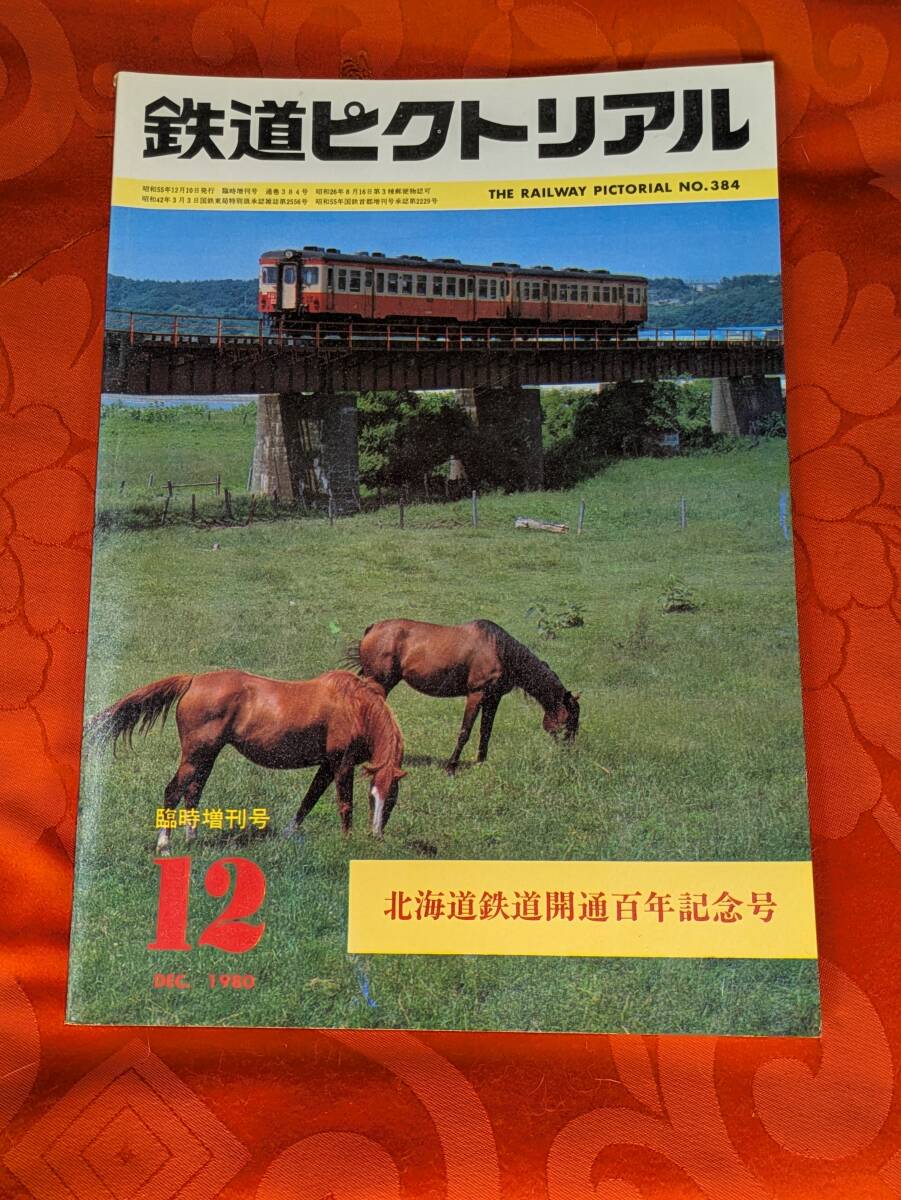 鉄道ピクトリアル
昭和55年12月10日発行 臨時増刊号 通巻384号 昭和26年8月16日第3種郵便物認可
昭和42年3月3日国鉄東局特別扱承認雑誌第2556号 昭和55年国鉄首都増刊号承認第2229号
THE RAILWAY PICTORIAL NO.384
臨時増刊号
12
DEC. 1980
北海道鉄道開通百年記念号